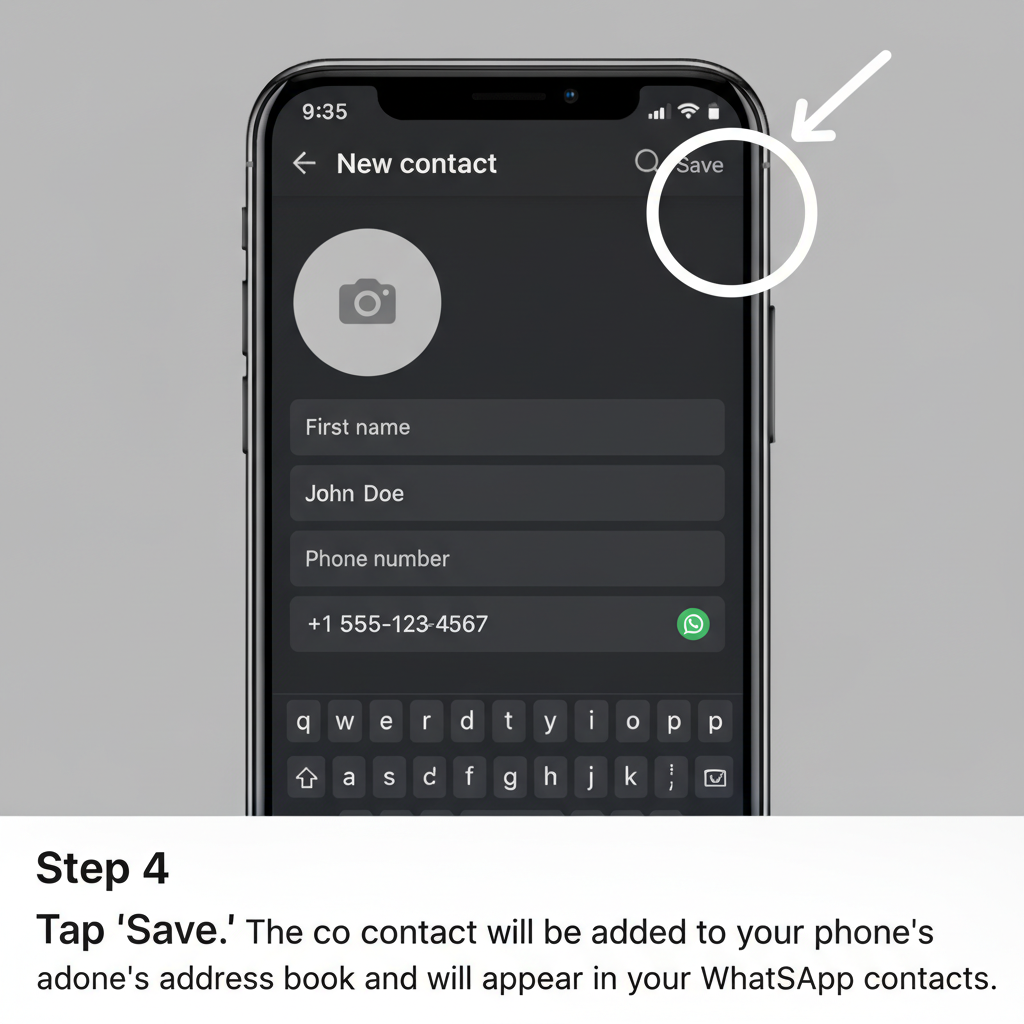 9:35
New contact
Save
First name
John Doe
Phone number
+1 555-123-4567
q w e r d t y i o p p
a s d f g h j k ;
Step 4
Tap 'Save.' The co contact will be added to your phone's
adone's address book and will appear in your WhatSApp contacts.